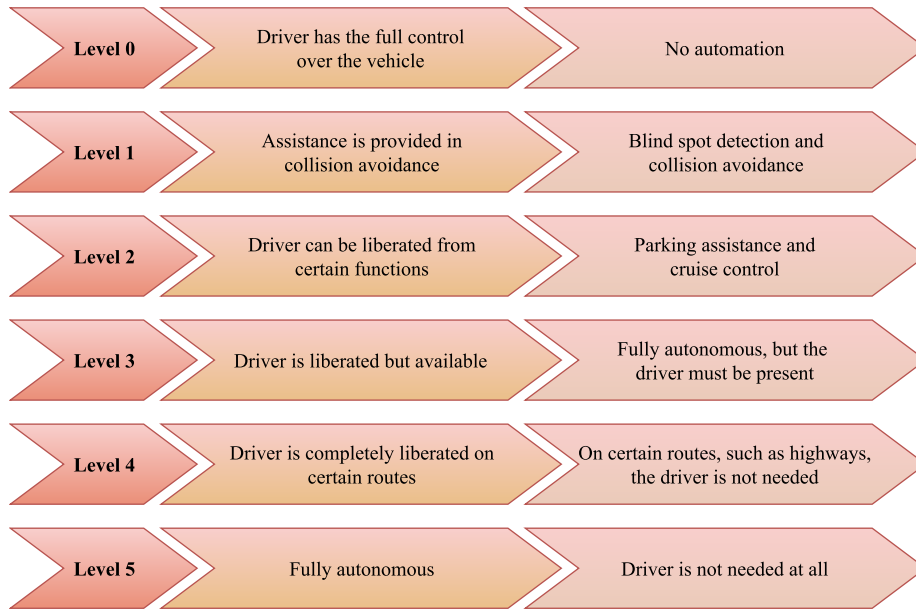 Level 0
Driver has the full control
over the vehicle
No automation
Level 1
Assistance is provided in
collision avoidance
Blind spot detection and
collision avoidance
Level 2
Driver can be liberated from
certain functions
Parking assistance and
cruise control
Level 3
Driver is liberated but available
Fully autonomous, but the
driver must be present
Level 4
Driver is completely liberated on
certain routes
On certain routes, such as highways,
the driver is not needed
Level 5
Fully autonomous
Driver is not needed at all